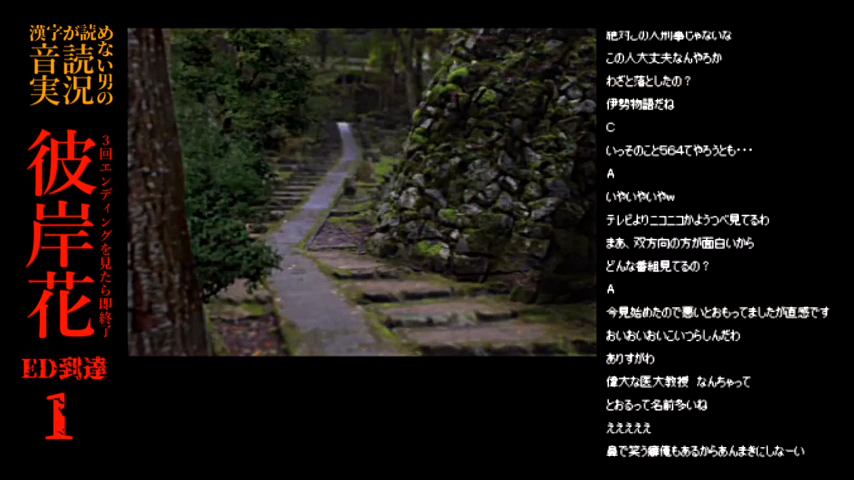 漢字が読めない男の
音読実況
彼岸花
3回エンディングを見たら即終了
ED到達
1
絶対この人刑事じゃないな
この人大丈夫なんやろか
わざと落としたの？
伊勢物語だね
C
いっそのこと564てやろうとも・・・
A
いやいやいやw
テレビよりニコニコかようつべ見てるわ
まあ、双方向の方が面白いから
どんな番組見てるの？
A
今見始めたので悪いとおもってましたが直感です
おいおいおいこいつらしんだわ
ありすがわ
偉大な医大教授　なんちゃって
とおるって名前多いね
えええええ
鼻で笑う癖俺もあるからあんまきにしなーい